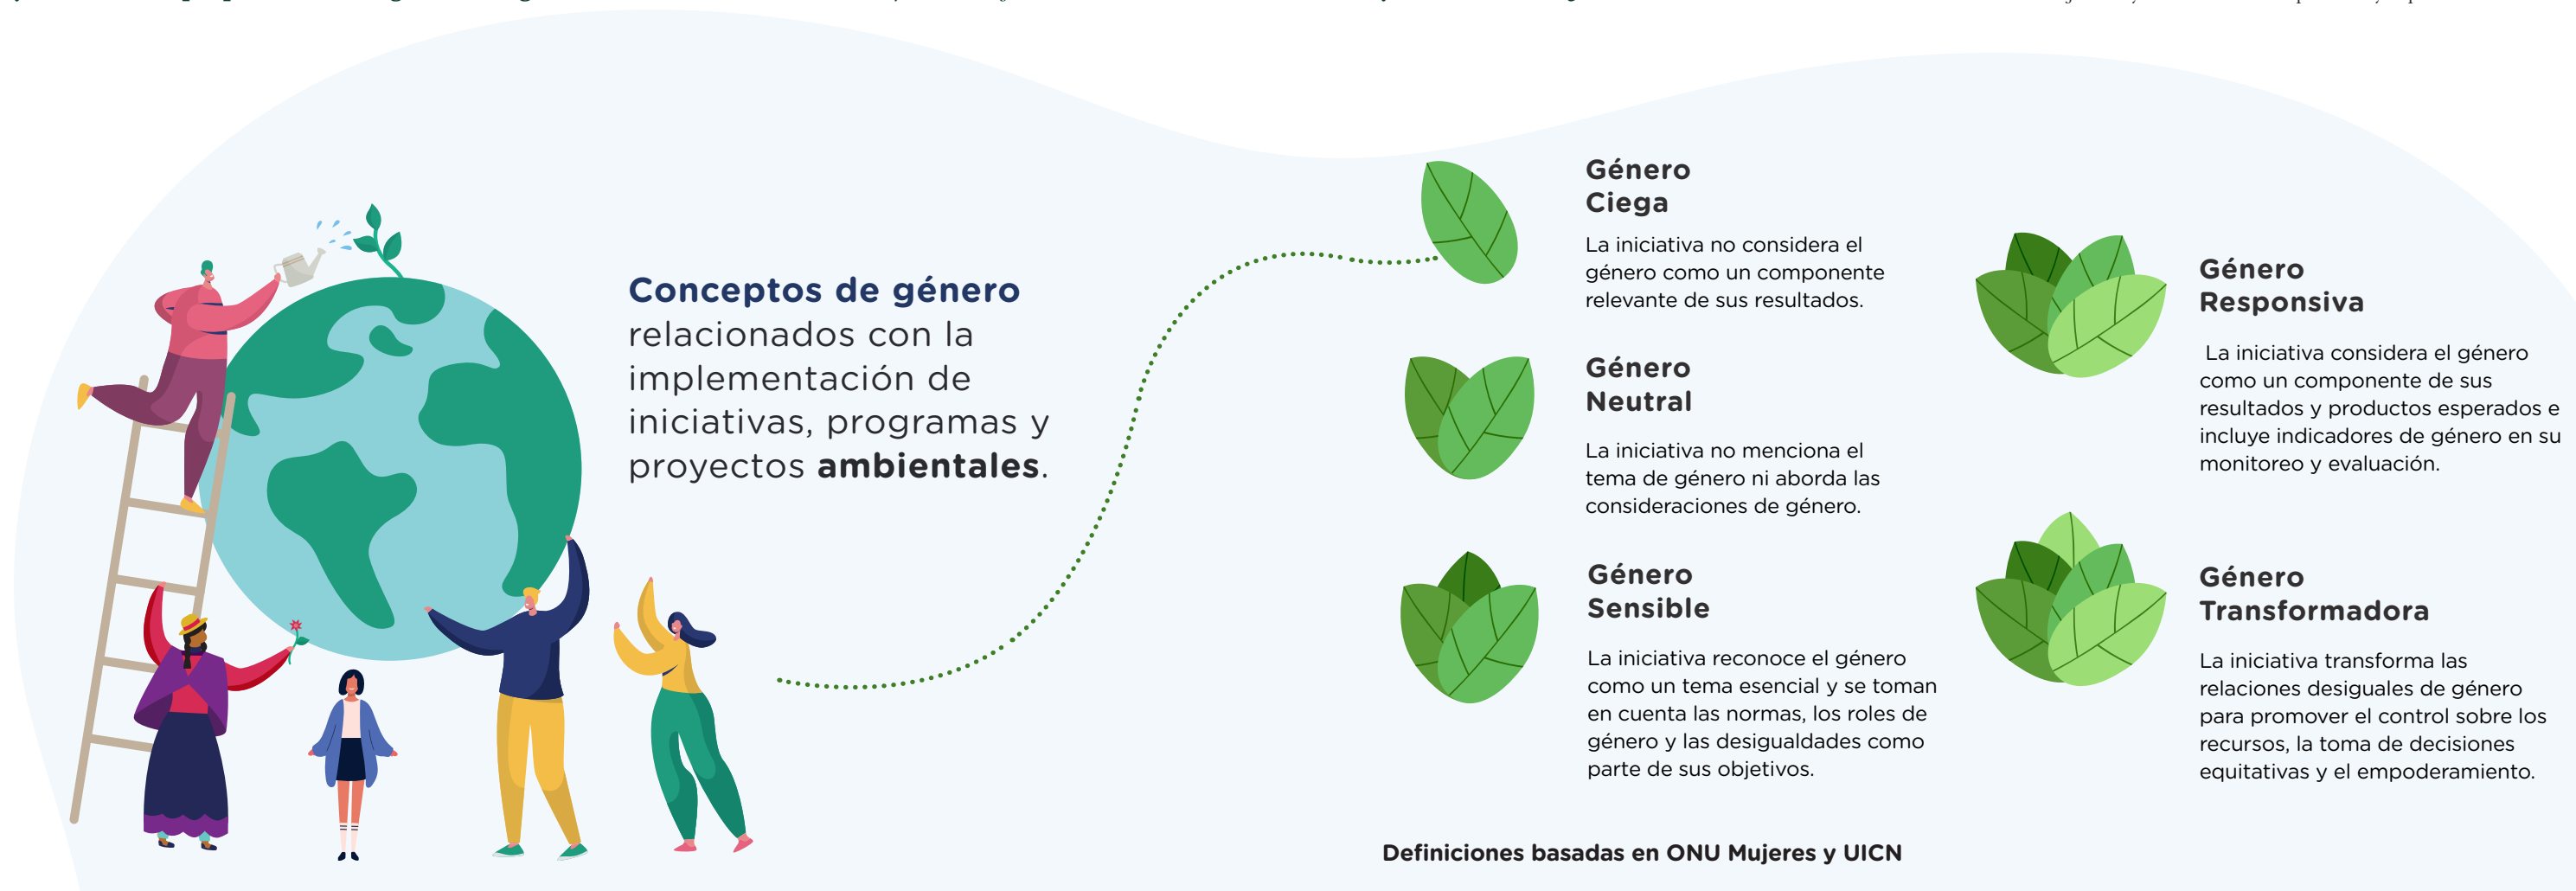 Conceptos de género
relacionados con la
implementación de
iniciativas, programas y
proyectos ambientales.
Género
Ciega
La iniciativa no considera el
género como un componente
relevante de sus resultados.
Género
Neutral
La iniciativa no menciona el
tema de género ni aborda las
consideraciones de género.
Género
Sensible
La iniciativa reconoce el género
como un tema esencial y se toman
en cuenta las normas, los roles de
género y las desigualdades como
parte de sus objetivos.
Género
Responsiva
La iniciativa considera el género
como un componente de sus
resultados y productos esperados e
incluye indicadores de género en su
monitoreo y evaluación.
Género
Transformadora
La iniciativa transforma las
relaciones desiguales de género
para promover el control sobre los
recursos, la toma de decisiones
equitativas y el empoderamiento.
Definiciones basadas en ONU Mujeres y UICN